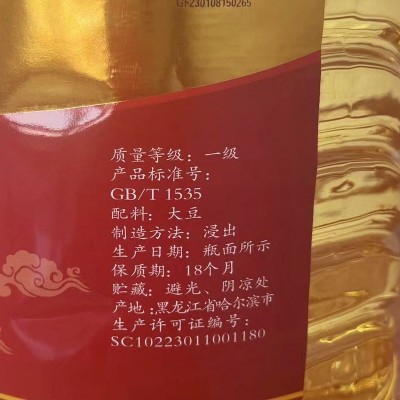 GF230108150265
质量等级：一级
产品标准号：
GB/T 1535
配料：大豆
制造方法：浸出
生产日期：瓶面所示
保质期：18个月
贮藏：避光、阴凉处
产地：黑龙江省哈尔滨市
生产许可证编号：
SC10223011001180